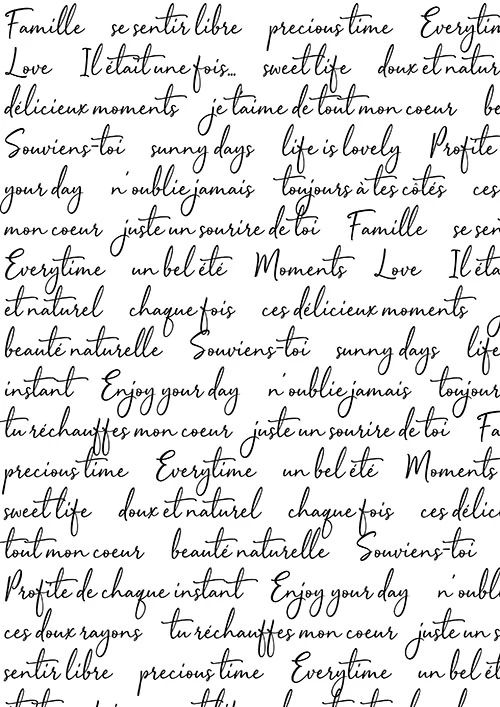 Famille se sentir libre precious time Everytim
Love Il était une fois... sweet life doux et natur
délicieux moments je t'aime de tout mon coeur be
Souviens-toi sunny days life is lovely Profite
your day n'oublie jamais toujours à tes côtés ces
mon coeur juste un sourire de toi Famille se sen
Everytime un bel été Moments Love Il éta
et naturel chaque fois ces délicieux moments
beauté naturelle Souviens-toi sunny days life
instant Enjoy your day n'oublie jamais toujour
tu réchauffes mon coeur juste un sourire de toi Fa
precious time Everytime un bel été Moments
sweet life doux et naturel chaque fois ces délic
tout mon coeur beauté naturelle Souviens-toi
Profite de chaque instant Enjoy your day n'oubl
ces doux rayons tu réchauffes mon coeur juste un s
sentir libre precious time Everytime un bel ét